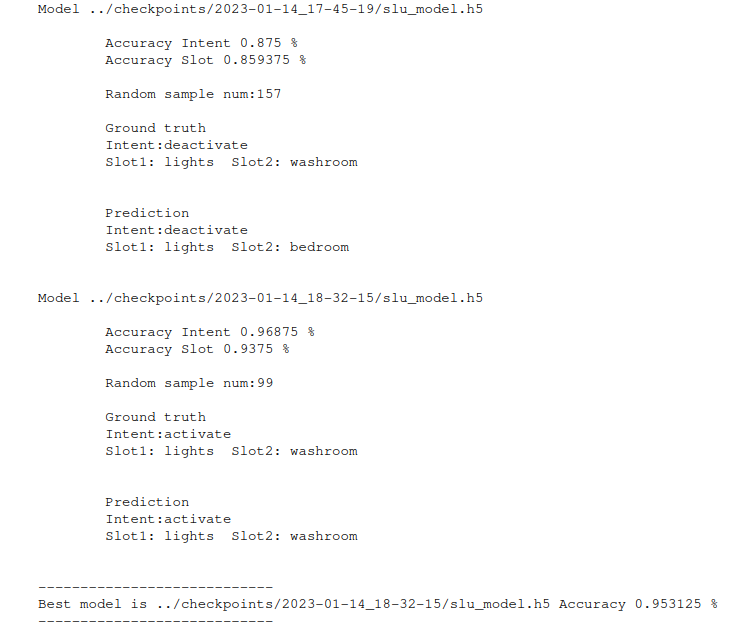 Model ../checkpoints/2023-01-14_17-45-19/slu_model.h5
Accuracy Intent 0.875 %
Accuracy Slot 0.859375 %
Random sample num:157
Ground truth
Intent:deactivate
Slot1: lights  Slot2: washroom
Prediction
Intent:deactivate
Slot1: lights  Slot2: bedroom
Model ../checkpoints/2023-01-14_18-32-15/slu_model.h5
Accuracy Intent 0.96875 %
Accuracy Slot 0.9375 %
Random sample num:99
Ground truth
Intent:activate
Slot1: lights  Slot2: washroom
Prediction
Intent:activate
Slot1: lights  Slot2: washroom
----------------------------
Best model is ../checkpoints/2023-01-14_18-32-15/slu_model.h5 Accuracy 0.953125 %
----------------------------